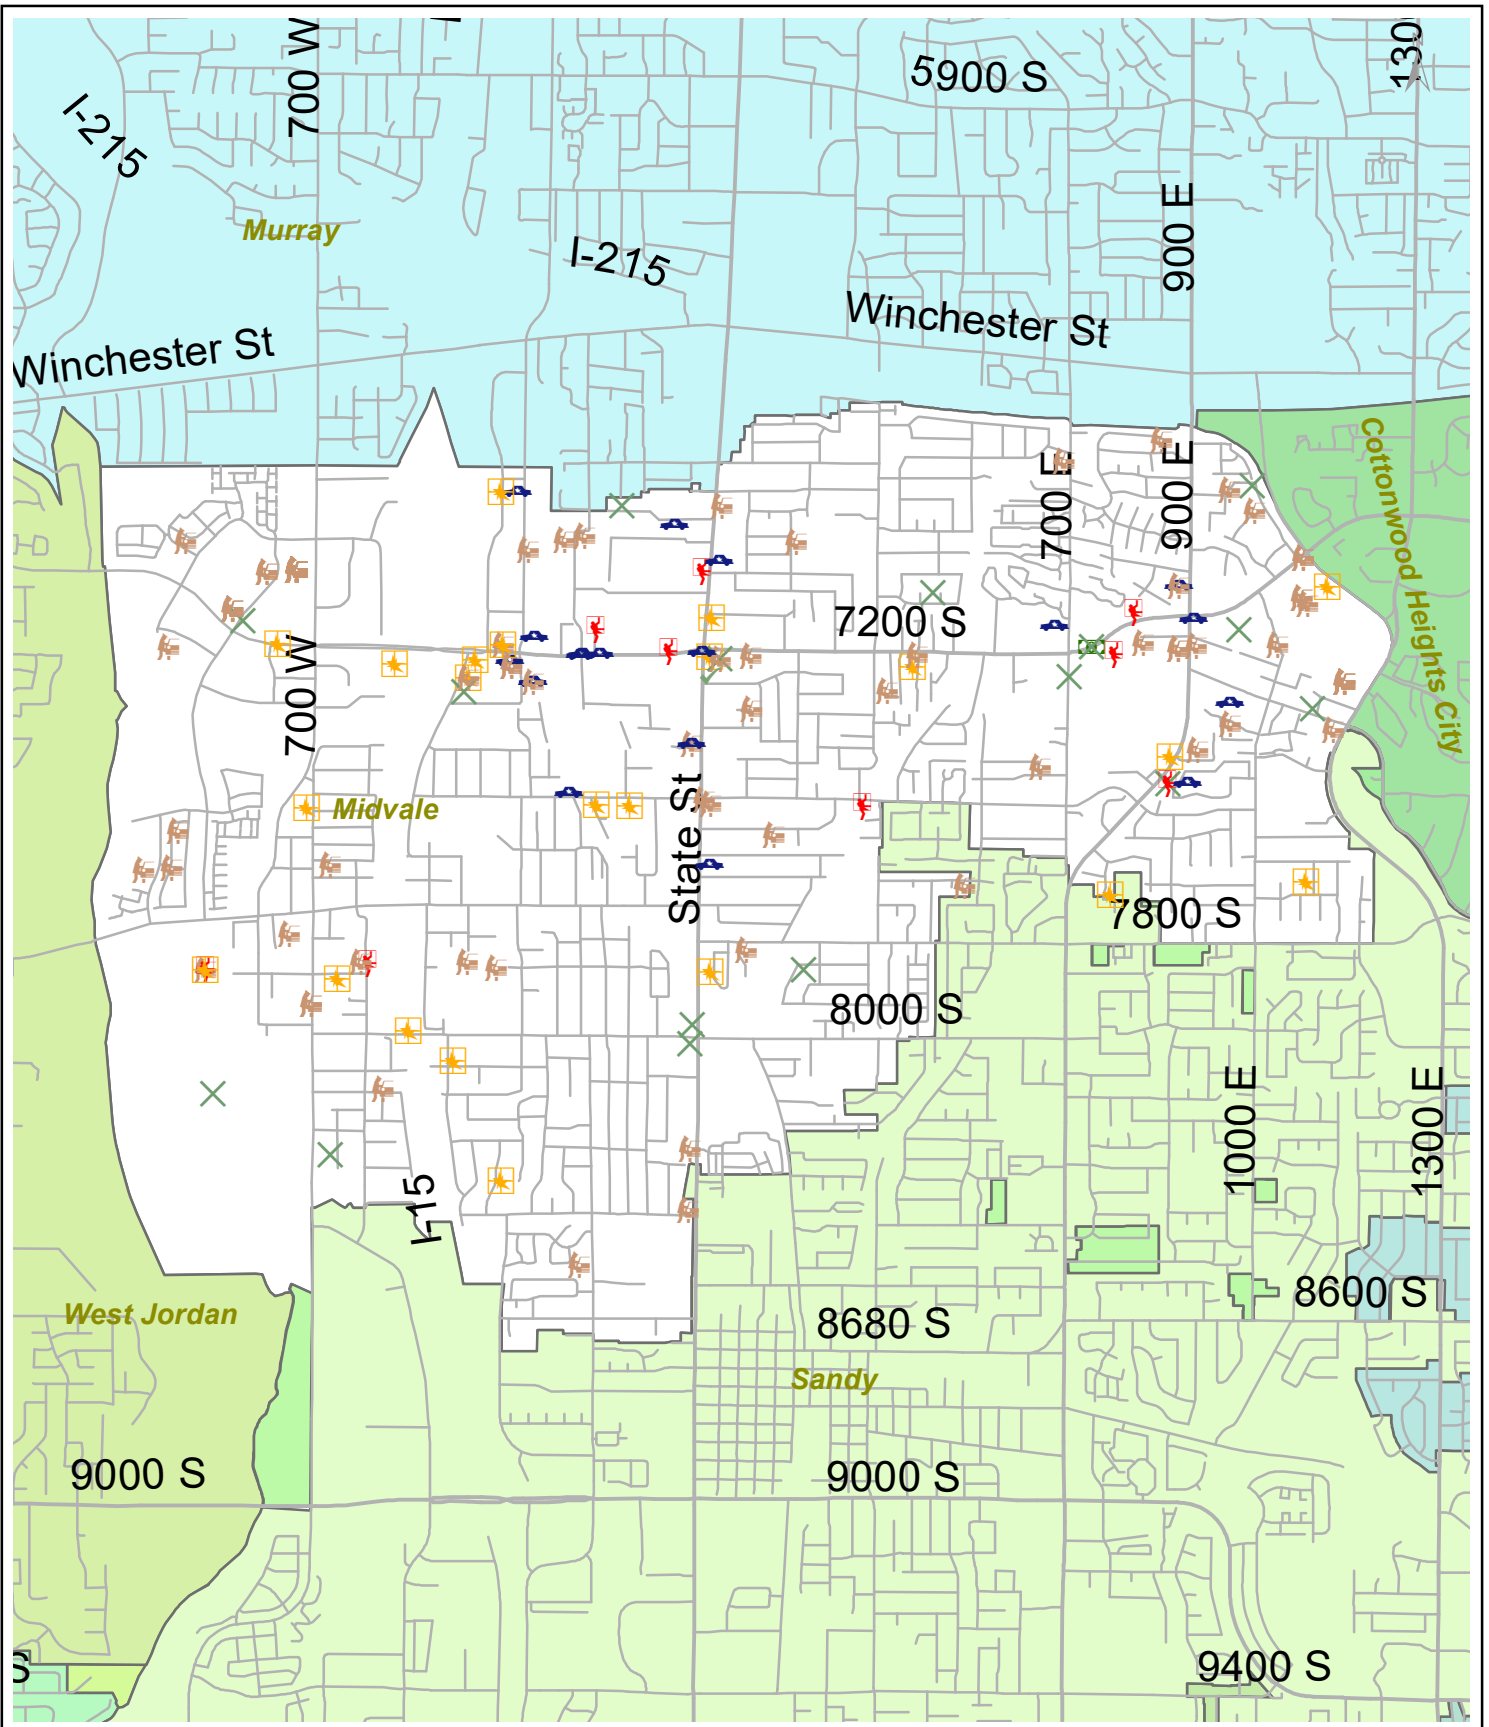 700 W
5900 S
130
I-215
900 E
Murray
I-215
Winchester St
Winchester St
Cottonwood Heights City
700 E
900 E
7200 S
700 W
Midvale
State St
7800 S
8000 S
1000 E
1300 E
I-15
8600 S
West Jordan
8680 S
Sandy
9000 S
9000 S
9400 S
S